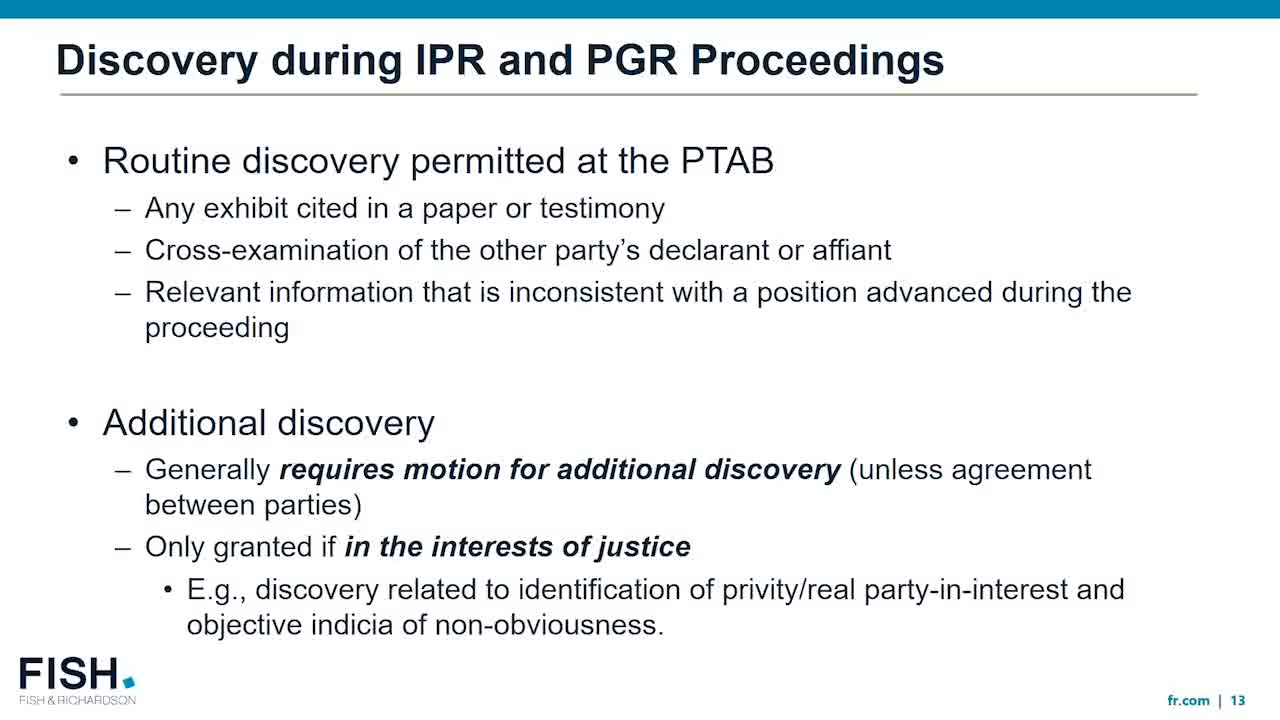 Discovery during IPR and PGR Proceedings
• Routine discovery permitted at the PTAB
– Any exhibit cited in a paper or testimony
– Cross-examination of the other party’s declarant or affiant
– Relevant information that is inconsistent with a position advanced during the
proceeding
• Additional discovery
– Generally requires motion for additional discovery (unless agreement
between parties)
– Only granted if in the interests of justice
• E.g., discovery related to identification of privity/real party-in-interest and
objective indicia of non-obviousness.
FISH.
FISH & RICHARDSON
fr.com | 13